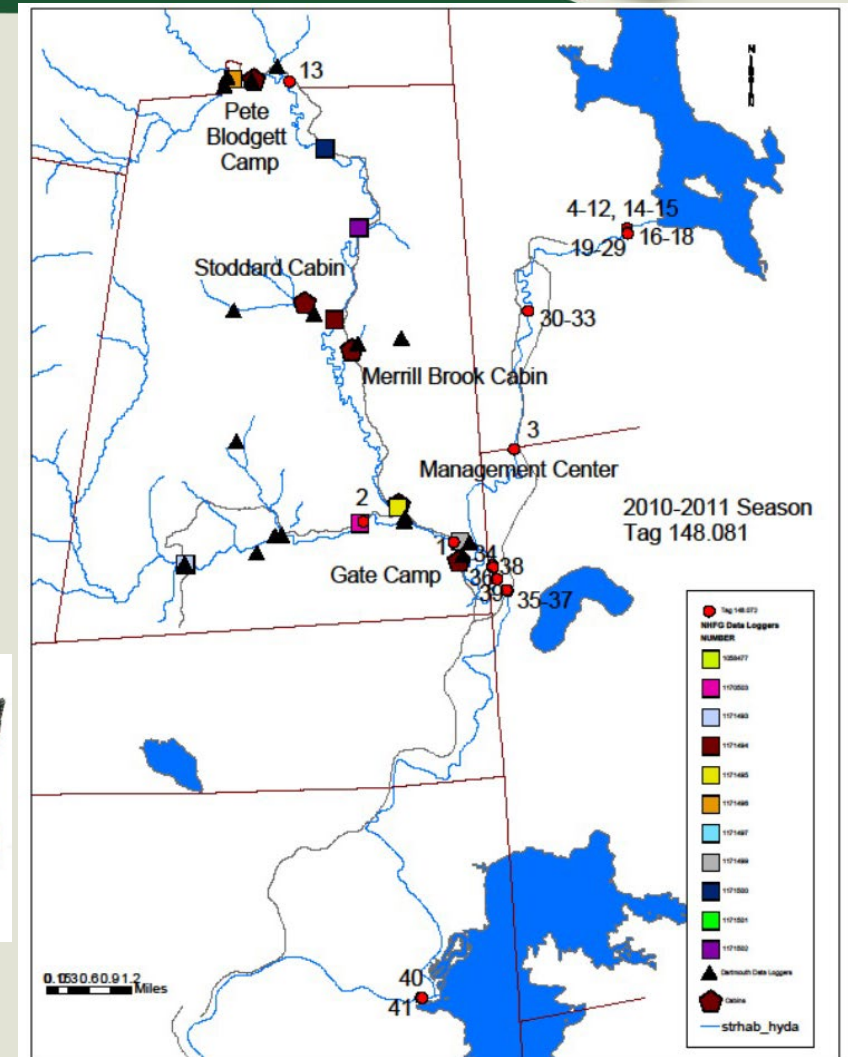 N
13
Pete
Blodgett
Camp
4-12, 14-15
19-29
16-18
Stoddard Cabin
30-33
Merrill Brook Cabin
3
Management Center
2
2010-2011 Season
Tag 148.081
1
34
38
Gate Camp
36
39
35-37
NHFG Data Loggers
NUMBER
1170503
1171493
1171494
1171495
1171496
1171497
1171499
1171500
1171501
1171502
Dartmouth Data Loggers
Cabins
strhab_hyda
40
41
Miles